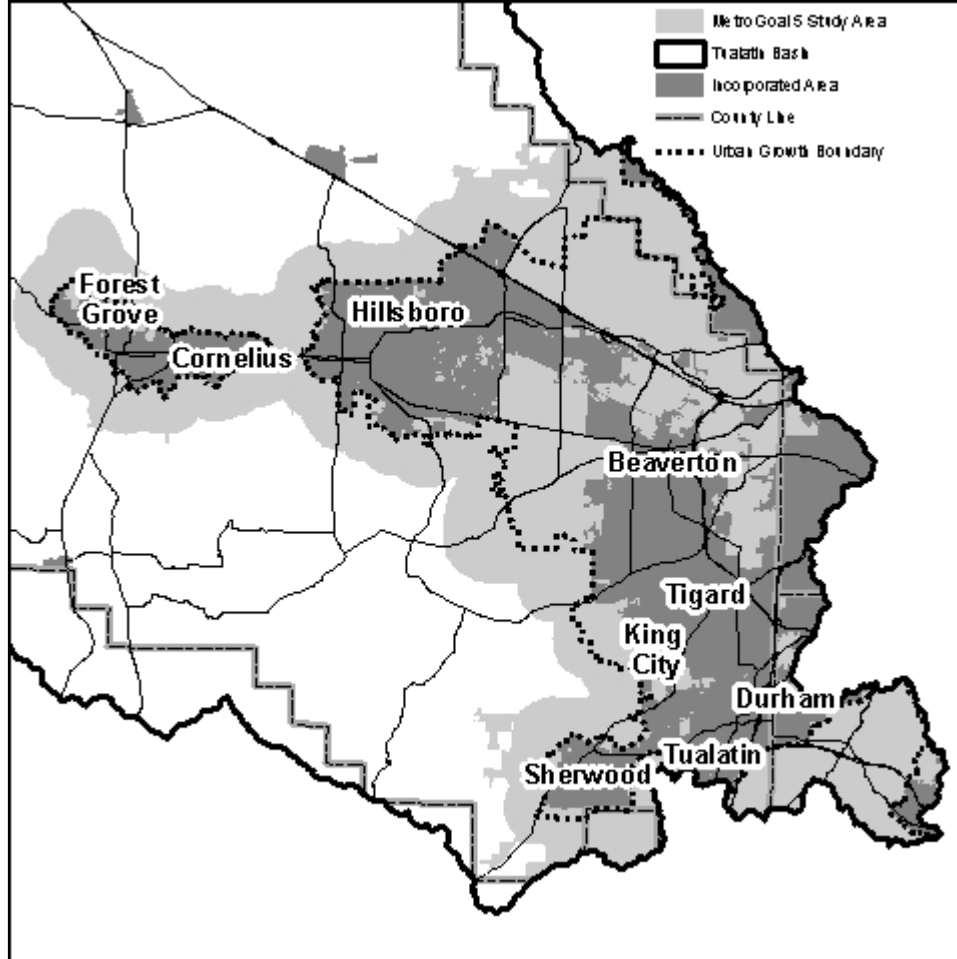 Metro Goal 5 Study Area
Tualatin Basin
Incorporated Area
County Line
Urban Growth Boundary
Forest
Grove
Hillsboro
Cornelius
Beaverton
Tigard
King
City
Durham
Tualatin
Sherwood